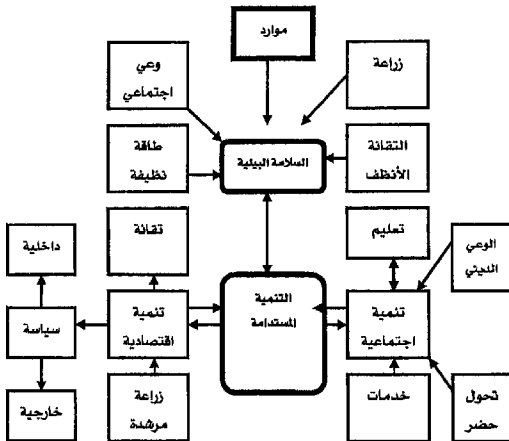 موارد
وعي
اجتماعي
زراعة
السلامة البيئية
طاقة
نظيفة
التقانة
الأنظف
تقانة
تعليم
داخلية
الوعي
الديني
التنمية
المستدامة
تنمية
اقتصادية
تنمية
اجتماعية
سياسة
خارجية
زراعة
مرشدة
خدمات
تحول
حضر